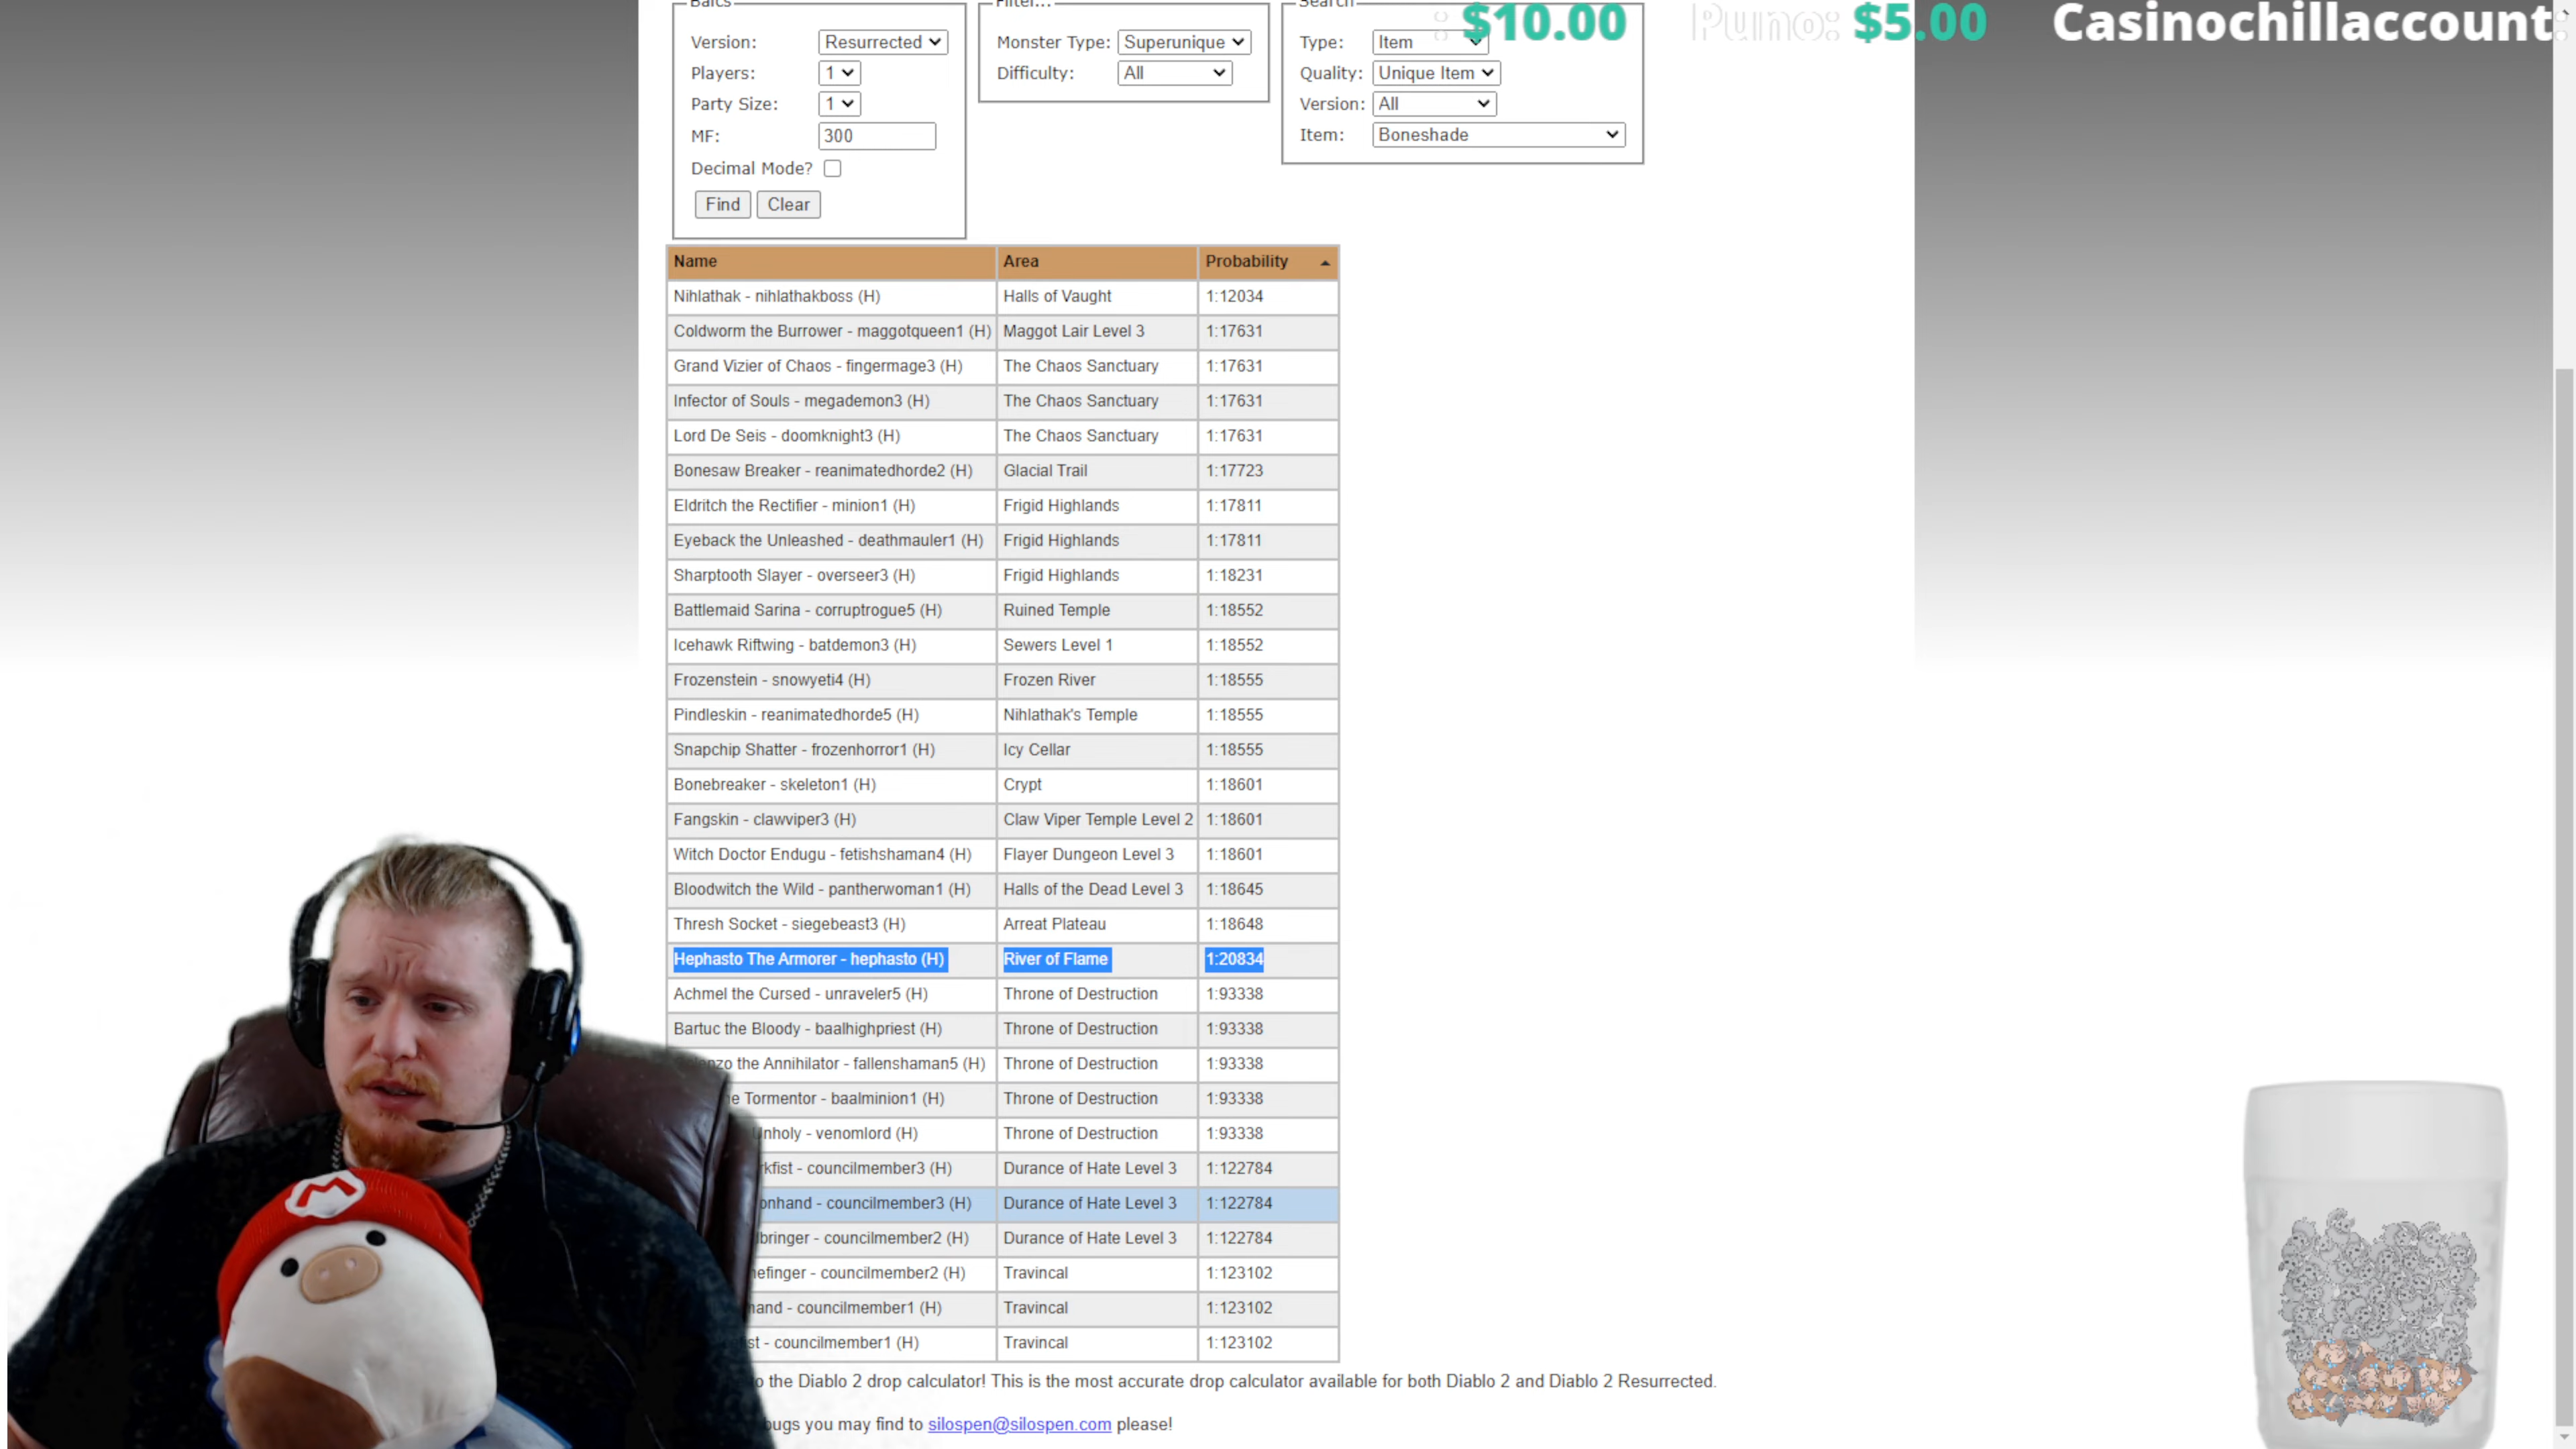 Version: Resurrected
Players: 1
Party Size: 1
MF: 300
Decimal Mode?
Find Clear
Filter...
Monster Type: Superunique
Difficulty: All
Search
Type: Item
Quality: Unique Item
Version: All
Item: Boneshade
: $10.00 Puno: $5.00 Casinochillaccount:
Name Area Probability
Nihlathak - nihlathakboss (H) Halls of Vaught 1:12034
Coldworm the Burrower - maggotqueen1 (H) Maggot Lair Level 3 1:17631
Grand Vizier of Chaos - fingermage3 (H) The Chaos Sanctuary 1:17631
Infector of Souls - megademon3 (H) The Chaos Sanctuary 1:17631
Lord De Seis - doomknight3 (H) The Chaos Sanctuary 1:17631
Bonesaw Breaker - reanimatedhorde2 (H) Glacial Trail 1:17723
Eldritch the Rectifier - minion1 (H) Frigid Highlands 1:17811
Eyeback the Unleashed - deathmauler1 (H) Frigid Highlands 1:17811
Sharptooth Slayer - overseer3 (H) Frigid Highlands 1:18231
Battlemaid Sarina - corruptrogue5 (H) Ruined Temple 1:18552
Icehawk Riftwing - batdemon3 (H) Sewers Level 1 1:18552
Frozenstein - snowyeti4 (H) Frozen River 1:18555
Pindleskin - reanimatedhorde5 (H) Nihlathak's Temple 1:18555
Snapchip Shatter - frozenhorror1 (H) Icy Cellar 1:18555
Bonebreaker - skeleton1 (H) Crypt 1:18601
Fangskin - clawviper3 (H) Claw Viper Temple Level 2 1:18601
Witch Doctor Endugu - fetishshaman4 (H) Flayer Dungeon Level 3 1:18601
Bloodwitch the Wild - pantherwoman1 (H) Halls of the Dead Level 3 1:18645
Thresh Socket - siegebeast3 (H) Arreat Plateau 1:18648
Hephasto The Armorer - hephasto (H) River of Flame 1:20834
Achmel the Cursed - unraveler5 (H) Throne of Destruction 1:93338
Bartuc the Bloody - baalhighpriest (H) Throne of Destruction 1:93338
nzo the Annihilator - fallenshaman5 (H) Throne of Destruction 1:93338
e Tormentor - baalminion1 (H) Throne of Destruction 1:93338
Unholy - venomlord (H) Throne of Destruction 1:93338
rkfist - councilmember3 (H) Durance of Hate Level 3 1:122784
onhand - councilmember3 (H) Durance of Hate Level 3 1:122784
bringer - councilmember2 (H) Durance of Hate Level 3 1:122784
efinger - councilmember2 (H) Travincal 1:123102
hand - councilmember1 (H) Travincal 1:123102
st - councilmember1 (H) Travincal 1:123102
o the Diablo 2 drop calculator! This is the most accurate drop calculator available for both Diablo 2 and Diablo 2 Resurrected.
bugs you may find to silospen@silospen.com please!